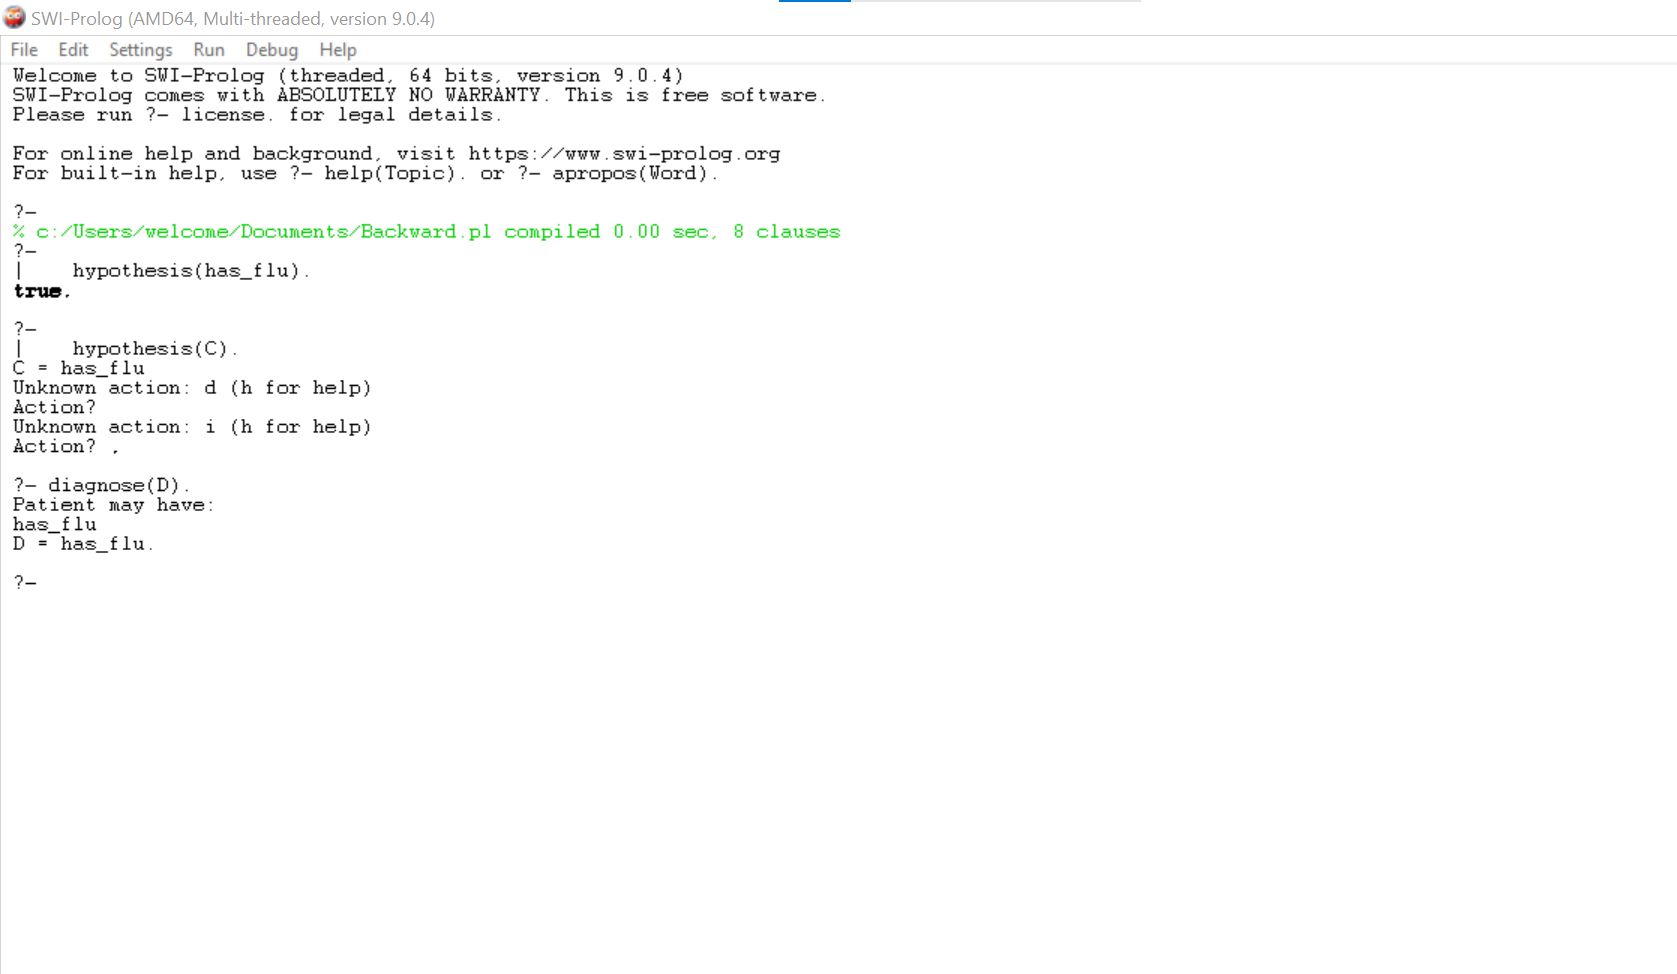 SWI-Prolog (AMD64, Multi-threaded, version 9.0.4)
File Edit Settings Run Debug Help
Welcome to SWI-Prolog (threaded, 64 bits, version 9.0.4)
SWI-Prolog comes with ABSOLUTELY NO WARRANTY. This is free software.
Please run ?- license. for legal details.
For online help and background, visit https://www.swi-prolog.org
For built-in help, use ?- help(Topic). or ?- apropos(Word).
?-
% c:/Users/welcome/Documents/Backward.pl compiled 0.00 sec, 8 clauses
?-
|    hypothesis(has_flu).
true.
?-
|    hypothesis(C).
C = has_flu
Unknown action: d (h for help)
Action?
Unknown action: i (h for help)
Action? .
?- diagnose(D).
Patient may have:
has_flu
D = has_flu.
?-